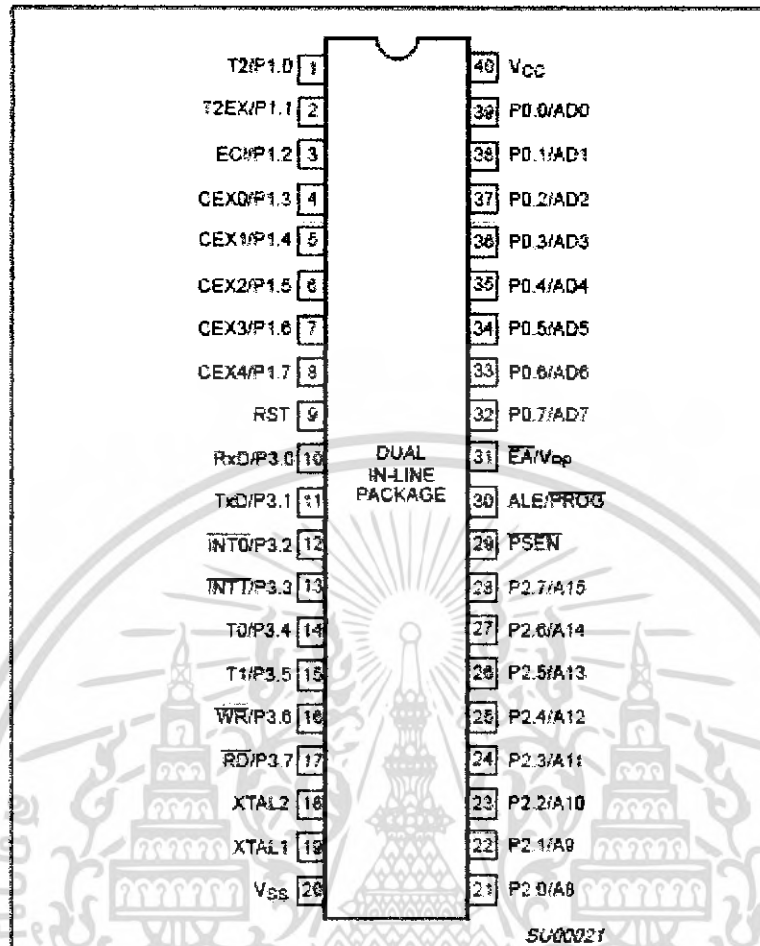 T2/P1.0 1 40 VCC
T2EX/P1.1 2 39 P0.0/AD0
ECI/P1.2 3 38 P0.1/AD1
CEX0/P1.3 4 37 P0.2/AD2
CEX1/P1.4 5 36 P0.3/AD3
CEX2/P1.5 6 35 P0.4/AD4
CEX3/P1.6 7 34 P0.5/AD5
CEX4/P1.7 8 33 P0.6/AD6
RST 9 32 P0.7/AD7
RxD/P3.0 10 DUAL 31 EA/VPP
IN-LINE
TxD/P3.1 11 PACKAGE 30 ALE/PROG
INT0/P3.2 12 29 PSEN
INT1/P3.3 13 28 P2.7/A15
T0/P3.4 14 27 P2.6/A14
T1/P3.5 15 26 P2.5/A13
WR/P3.6 16 25 P2.4/A12
RD/P3.7 17 24 P2.3/A11
XTAL2 18 23 P2.2/A10
XTAL1 19 22 P2.1/A9
VSS 20 21 P2.0/A8
SU00021